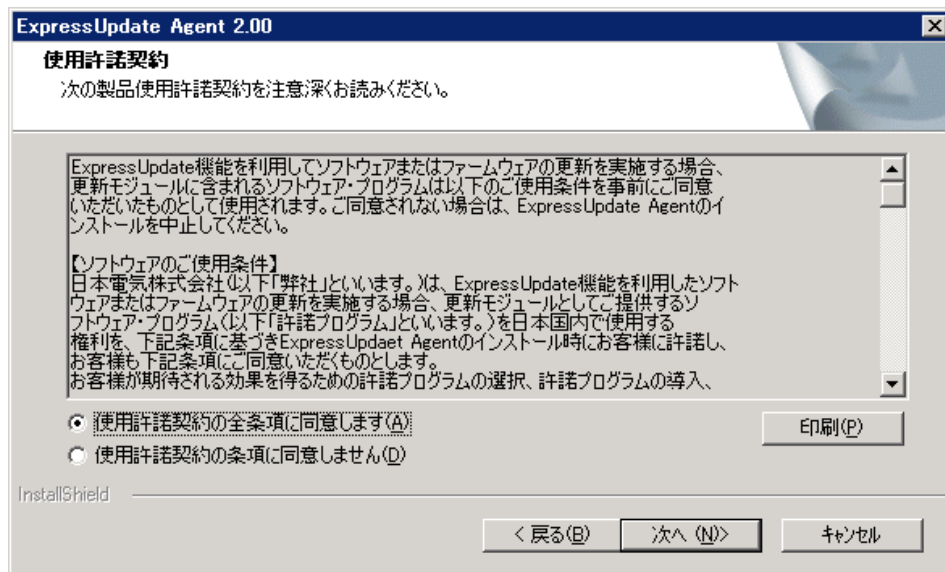 ExpressUpdate Agent 2.00
使用許諾契約
次の製品使用許諾契約を注意深くお読みください。
ExpressUpdate機能を利用してソフトウェアまたはファームウェアの更新を実施する場合、
更新モジュールに含まれるソフトウェア・プログラムは以下のご使用条件を事前にご同意
いただいたものとして使用されます。ご同意されない場合は、ExpressUpdate Agentのイ
ンストールを中止してください。
【ソフトウェアのご使用条件】
日本電気株式会社(以下「弊社」といいます。)は、ExpressUpdate機能を利用したソフト
ウェアまたはファームウェアの更新を実施する場合、更新モジュールとしてご提供するソ
フトウェア・プログラム(以下「許諾プログラム」といいます。)を日本国内で使用する
権利を、下記条項に基づきExpressUpdaet Agentのインストール時にお客様に許諾し、
お客様も下記条項にご同意いただくものとします。
お客様が期待される効果を得るための許諾プログラムの選択、許諾プログラムの導入、
使用許諾契約の全条項に同意します(A)
印刷(P)
使用許諾契約の条項に同意しません(D)
InstallShield
< 戻る(B)
次へ (N)>
キャンセル